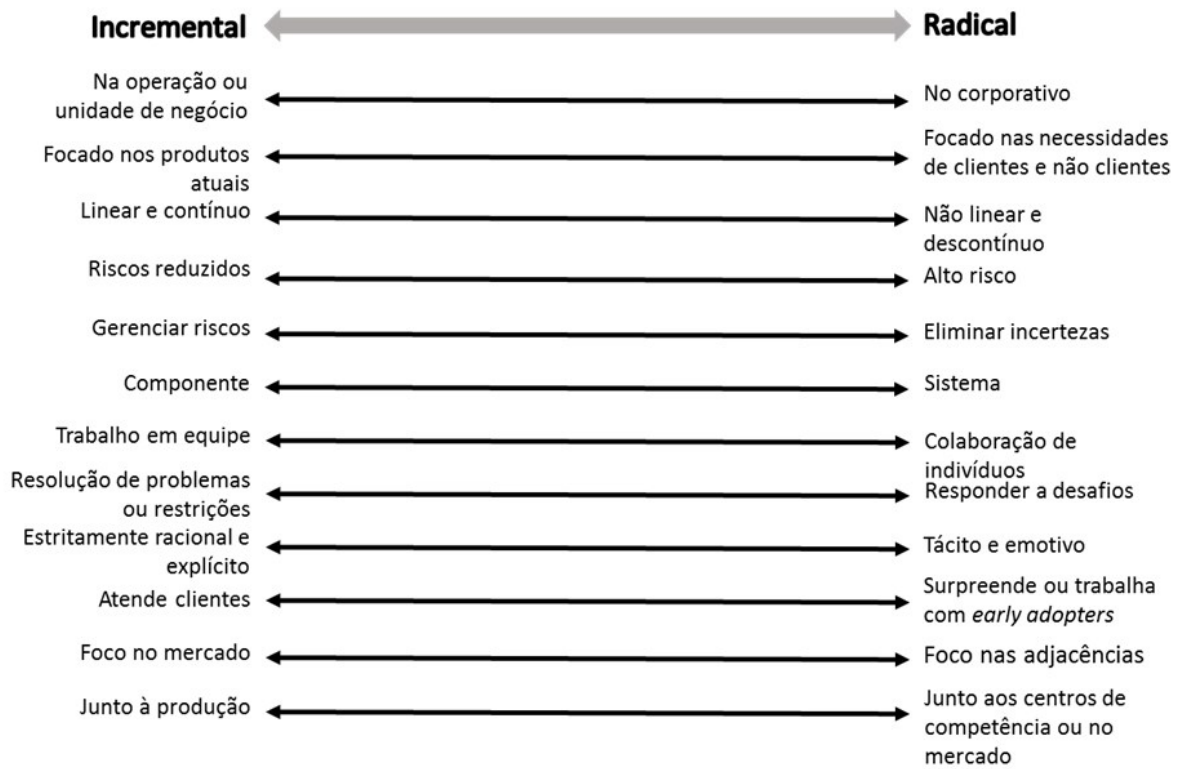 Incremental
Radical
Na operação ou
unidade de negócio
No corporativo
Focado nos produtos
atuais
Focado nas necessidades
de clientes e não clientes
Linear e contínuo
Não linear e
descontínuo
Riscos reduzidos
Alto risco
Gerenciar riscos
Eliminar incertezas
Componente
Sistema
Trabalho em equipe
Colaboração de
indivíduos
Resolução de problemas
ou restrições
Responder a desafios
Estritamente racional e
explícito
Tácito e emotivo
Atende clientes
Surpreende ou trabalha
com early adopters
Foco no mercado
Foco nas adjacências
Junto à produção
Junto aos centros de
competência ou no
mercado